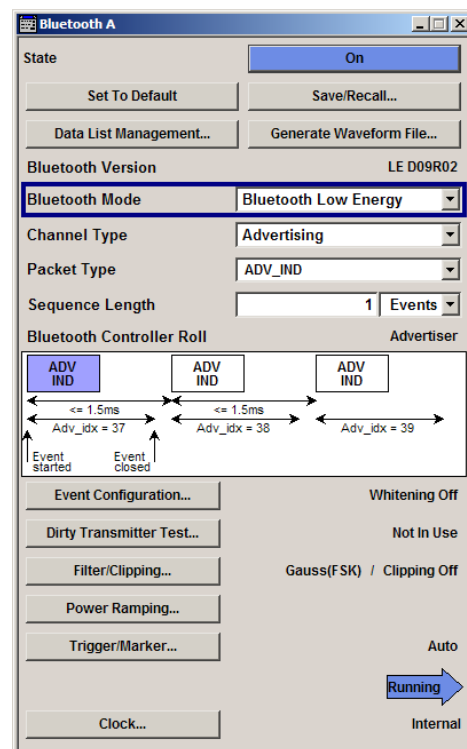 Bluetooth A
State On
Set To Default Save/Recall...
Data List Management... Generate Waveform File...
Bluetooth Version LE D09R02
Bluetooth Mode Bluetooth Low Energy
Channel Type Advertising
Packet Type ADV_IND
Sequence Length 1 Events
Bluetooth Controller Roll Advertiser
ADV ADV ADV
IND IND IND
<= 1.5ms <= 1.5ms
Adv_idx = 37 Adv_idx = 38 Adv_idx = 39
Event Event
started closed
Event Configuration... Whitening Off
Dirty Transmitter Test... Not In Use
Filter/Clipping... Gauss(FSK) / Clipping Off
Power Ramping...
Trigger/Marker... Auto
Running
Clock... Internal